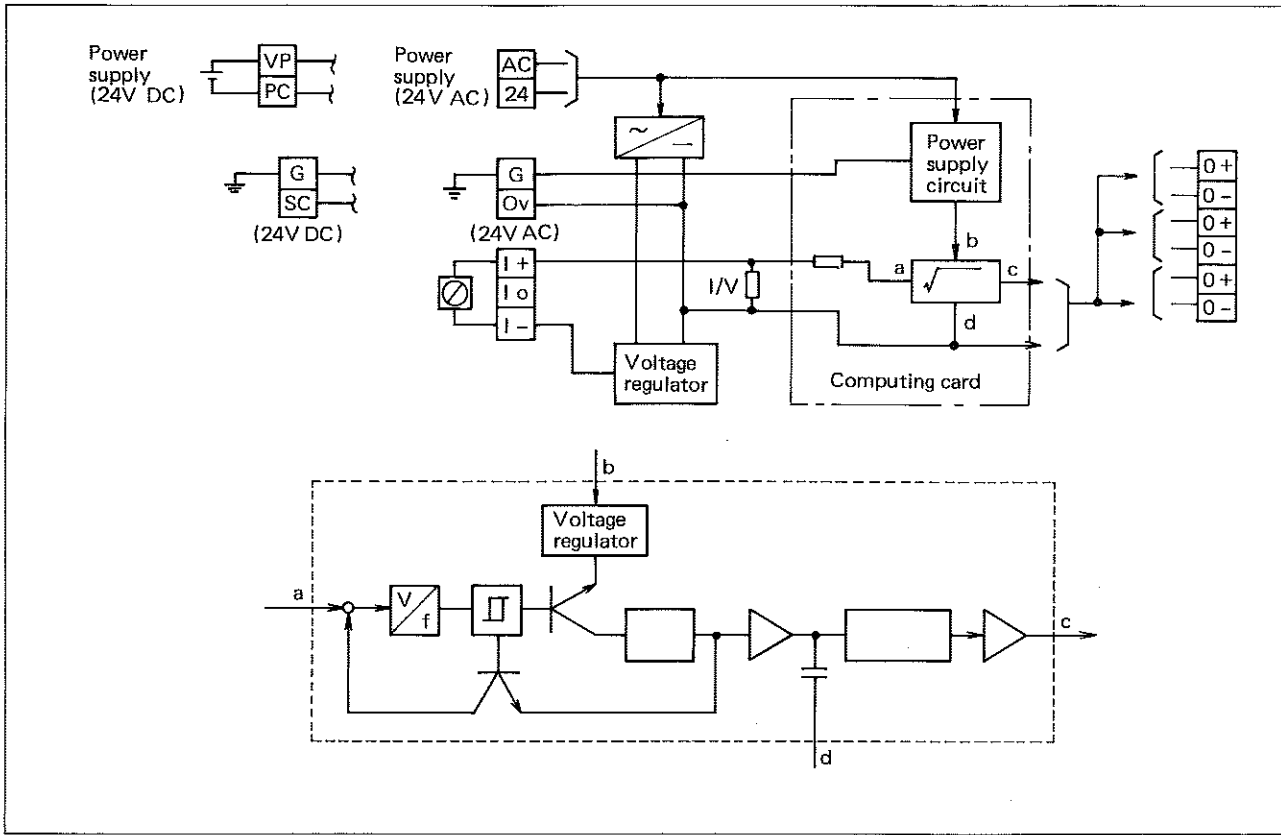 Power
supply
(24V DC)
VP
PC
Power
supply
(24V AC)
AC
24
~
—
Power
supply
circuit
G
SC
(24V DC)
G
Ov
(24V AC)
I +
I o
I −
I/V
a
b
√
c
d
Voltage
regulator
Computing card
0 +
0 −
0 +
0 −
0 +
0 −
b
Voltage
regulator
a
V
f
c
d